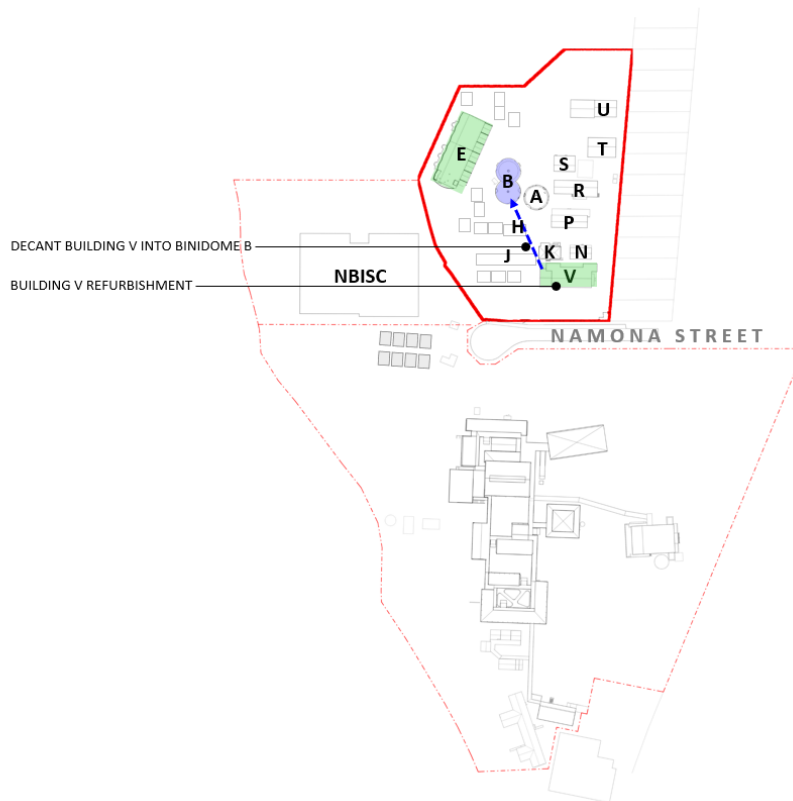 U
T
E
S
B
R
A
P
H
DECANT BUILDING V INTO BINIDOME B
K
N
J
NBISC
V
BUILDING V REFURBISHMENT
NAMONA STREET